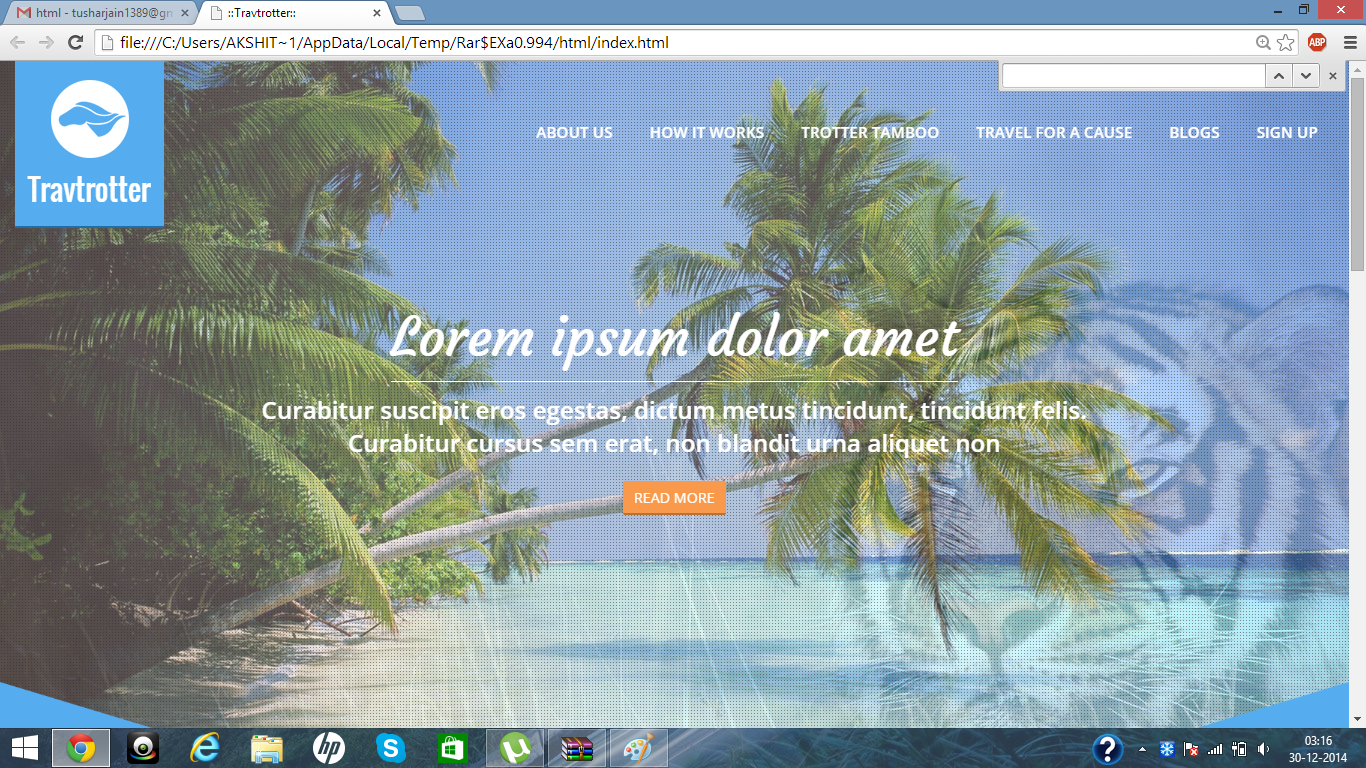 html - tusharjain1389@gm
::Travtrotter::
file:///C:/Users/AKSHIT~1/AppData/Local/Temp/Rar$EXa0.994/html/index.html
ABP
ABOUT US HOW IT WORKS TROTTER TAMBOO TRAVEL FOR A CAUSE BLOGS SIGN UP
Travtrotter
Lorem ipsum dolor amet
Curabitur suscipit eros egestas, dictum metus tincidunt, tincidunt felis.
Curabitur cursus sem erat, non blandit urna aliquet non
READ MORE
hp
03:16
30-12-2014